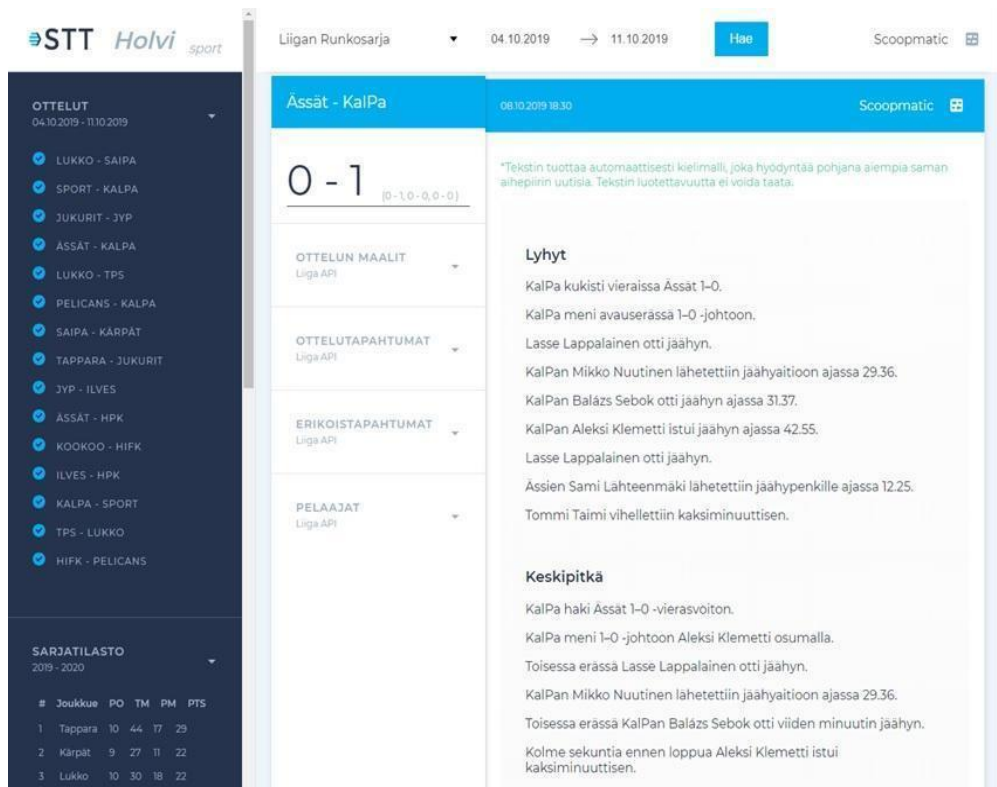 STT Holvi sport
Liigan Runkosarja
04.10.2019 → 11.10.2019
Hae
Scoopmatic
OTTELUT
04.10.2019 - 11.10.2019
LUKKO - SAIPA
SPORT - KALPA
JUKURIT - JYP
ÄSSÄT - KALPA
LUKKO - TPS
PELICANS - KALPA
SAIPA - KÄRPÄT
TAPPARA - JUKURIT
JYP - ILVES
ÄSSÄT - HPK
KOOKOO - HIFK
ILVES - HPK
KALPA - SPORT
TPS - LUKKO
HIFK - PELICANS
SARJATILASTO
2019 - 2020
# Joukkue PO TM PM PTS
1 Tappara 10 44 17 29
2 Kärpät 9 27 11 22
3 Lukko 10 30 18 22
Ässät - KalPa
0 - 1 (0 - 1, 0 - 0, 0 - 0)
OTTELUN MAALIT
Liiga API
OTTELUTAPAHTUMAT
Liiga API
ERIKOISTAPAHTUMAT
Liiga API
PELAAJAT
Liiga API
08.10.2019 18:30
Scoopmatic
*Tekstin tuottaa automaattisesti kielimalli, joka hyödyntää pohjana aiempia saman
aihepiirin uutisia. Tekstin luotettavuutta ei voida taata.
Lyhyt
KalPa kukisti vieraissa Ässät 1–0.
KalPa meni avauserässä 1–0 -johtoon.
Lasse Lappalainen otti jäähyn.
KalPan Mikko Nuutinen lähetettiin jäähyaitioon ajassa 29.36.
KalPan Balázs Sebok otti jäähyn ajassa 31.37.
KalPan Aleksi Klemetti istui jäähyn ajassa 42.55.
Lasse Lappalainen otti jäähyn.
Ässien Sami Lähteenmäki lähetettiin jäähypenkille ajassa 12.25.
Tommi Taimi vihellettiin kaksiminuuttisen.
Keskipitkä
KalPa haki Ässät 1–0 -vierasvoiton.
KalPa meni 1–0 -johtoon Aleksi Klemetti osumalla.
Toisessa erässä Lasse Lappalainen otti jäähyn.
KalPan Mikko Nuutinen lähetettiin jäähyaitioon ajassa 29.36.
Toisessa erässä KalPan Balázs Sebok otti viiden minuutin jäähyn.
Kolme sekuntia ennen loppua Aleksi Klemetti istui
kaksiminuuttisen.